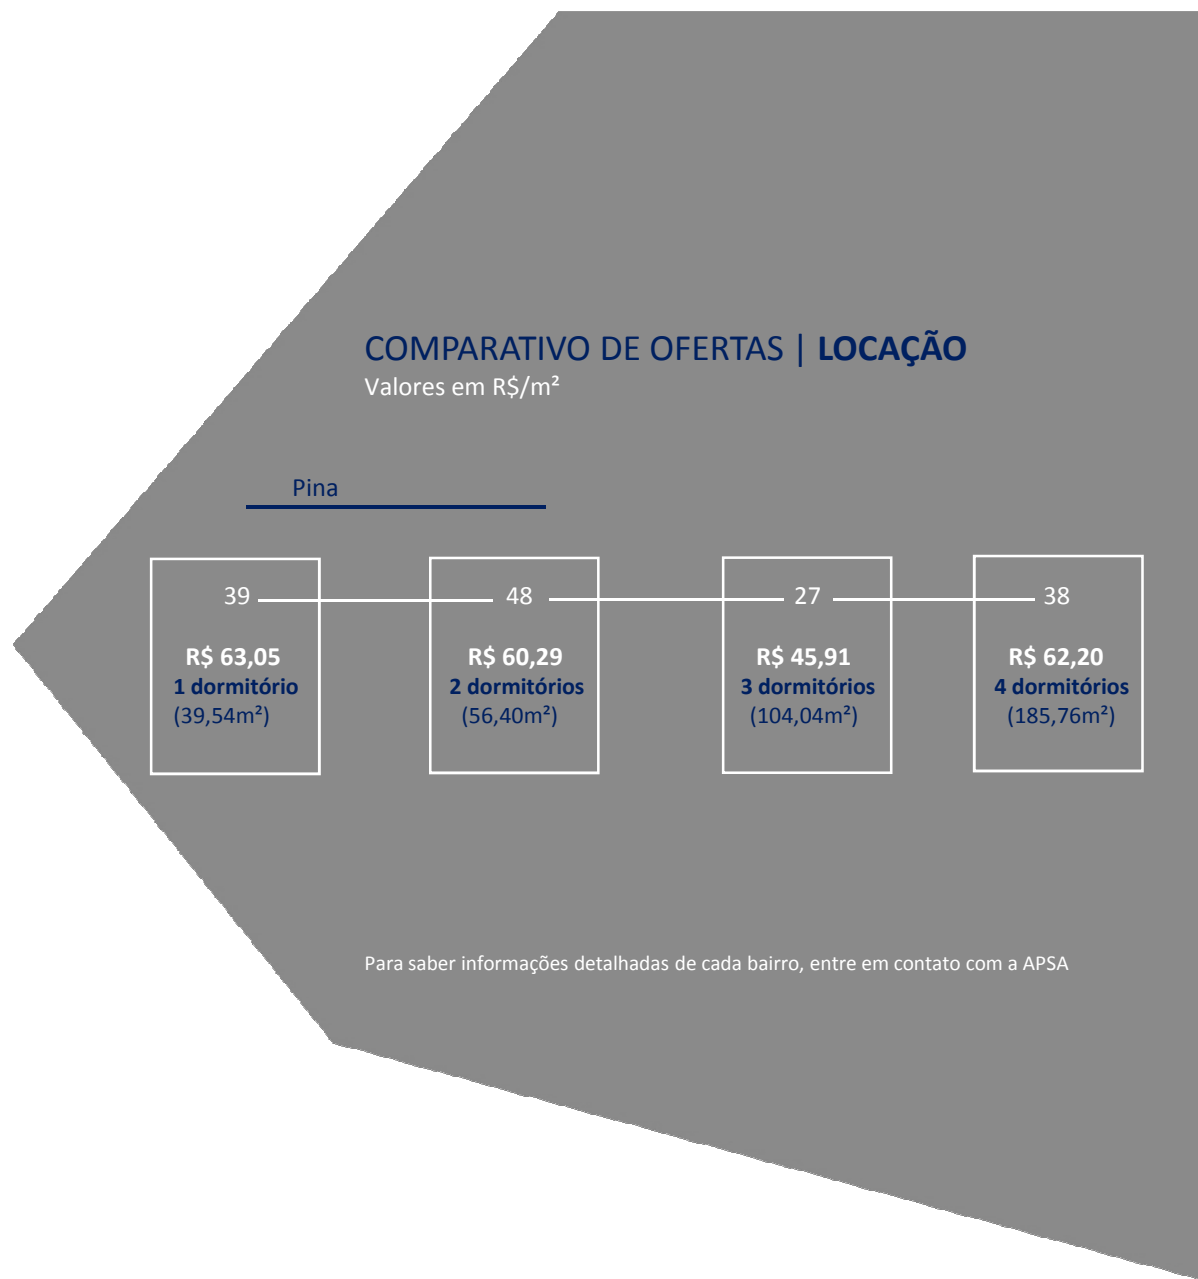 COMPARATIVO DE OFERTAS | LOCAÇÃO
Valores em R$/m²
Pina
39
R$ 63,05
1 dormitório
(39,54m²)
48
R$ 60,29
2 dormitórios
(56,40m²)
27
R$ 45,91
3 dormitórios
(104,04m²)
38
R$ 62,20
4 dormitórios
(185,76m²)
Para saber informações detalhadas de cada bairro, entre em contato com a APSA